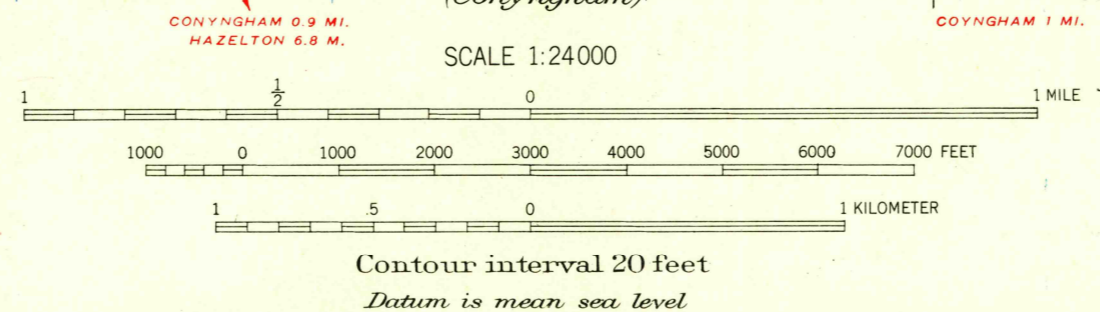 (Conyngham)
CONYNGHAM 0.9 MI.
HAZELTON 6.8 M.
COYNGHAM 1 MI.
SCALE 1:24000
1 1/2 0 1 MILE
1000 0 1000 2000 3000 4000 5000 6000 7000 FEET
1 .5 0 1 KILOMETER
Contour interval 20 feet
Datum is mean sea level